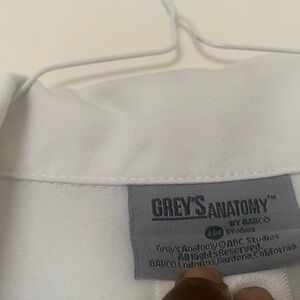 GREY'S ANATOMY™
BY BARCO
abc studios
Grey's Anatomy © ABC Studios
All Rights Reserved.
BARCO Uniforms, Gardena, California